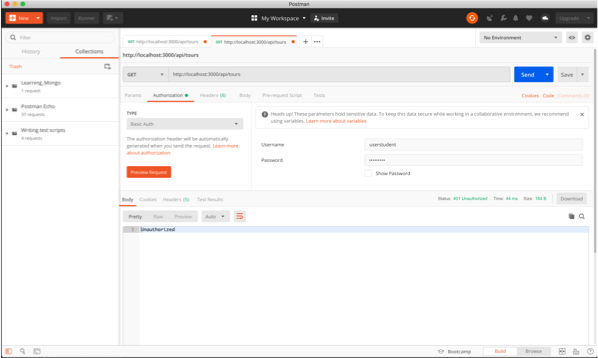 Postman
New
Import
Runner
My Workspace
Invite
Upgrade
Filter
History
Collections
Trash
Learning_Mongo
1 request
Postman Echo
37 requests
Writing test scripts
6 requests
GET http://localhost:3000/api/tours
GET http://localhost:3000/api/tours
No Environment
http://localhost:3000/api/tours
GET
http://localhost:3000/api/tours
Send
Save
Params
Authorization
Headers (8)
Body
Pre-request Script
Tests
Cookies
Code
Comments (0)
TYPE
Basic Auth
The authorization header will be automatically
generated when you send the request. Learn more
about authorization
Preview Request
Heads up! These parameters hold sensitive data. To keep this data secure while working in a collaborative environment, we recommend
using variables. Learn more about variables
Username
userstudent
Password
Show Password
Body
Cookies
Headers (5)
Test Results
Status: 401 Unauthorized
Time: 44 ms
Download
Pretty
Raw
Preview
Auto
1
Unauthorized
Bootcamp
Build
Browse